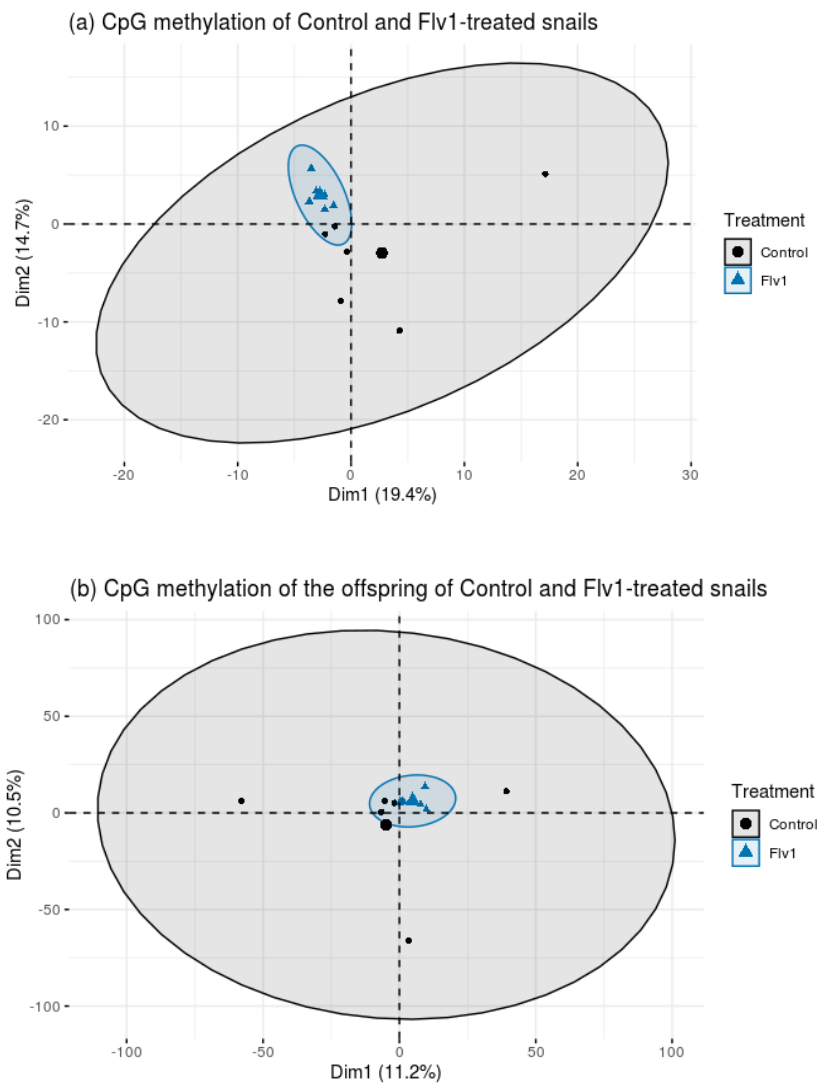 (a) CpG methylation of Control and Flv1-treated snails
10
0
-10
-20
Dim2 (14.7%)
-20
-10
0
10
20
30
Dim1 (19.4%)
Treatment
Control
Flv1
(b) CpG methylation of the offspring of Control and Flv1-treated snails
100
50
0
-50
-100
Dim2 (10.5%)
-100
-50
0
50
100
Dim1 (11.2%)
Treatment
Control
Flv1